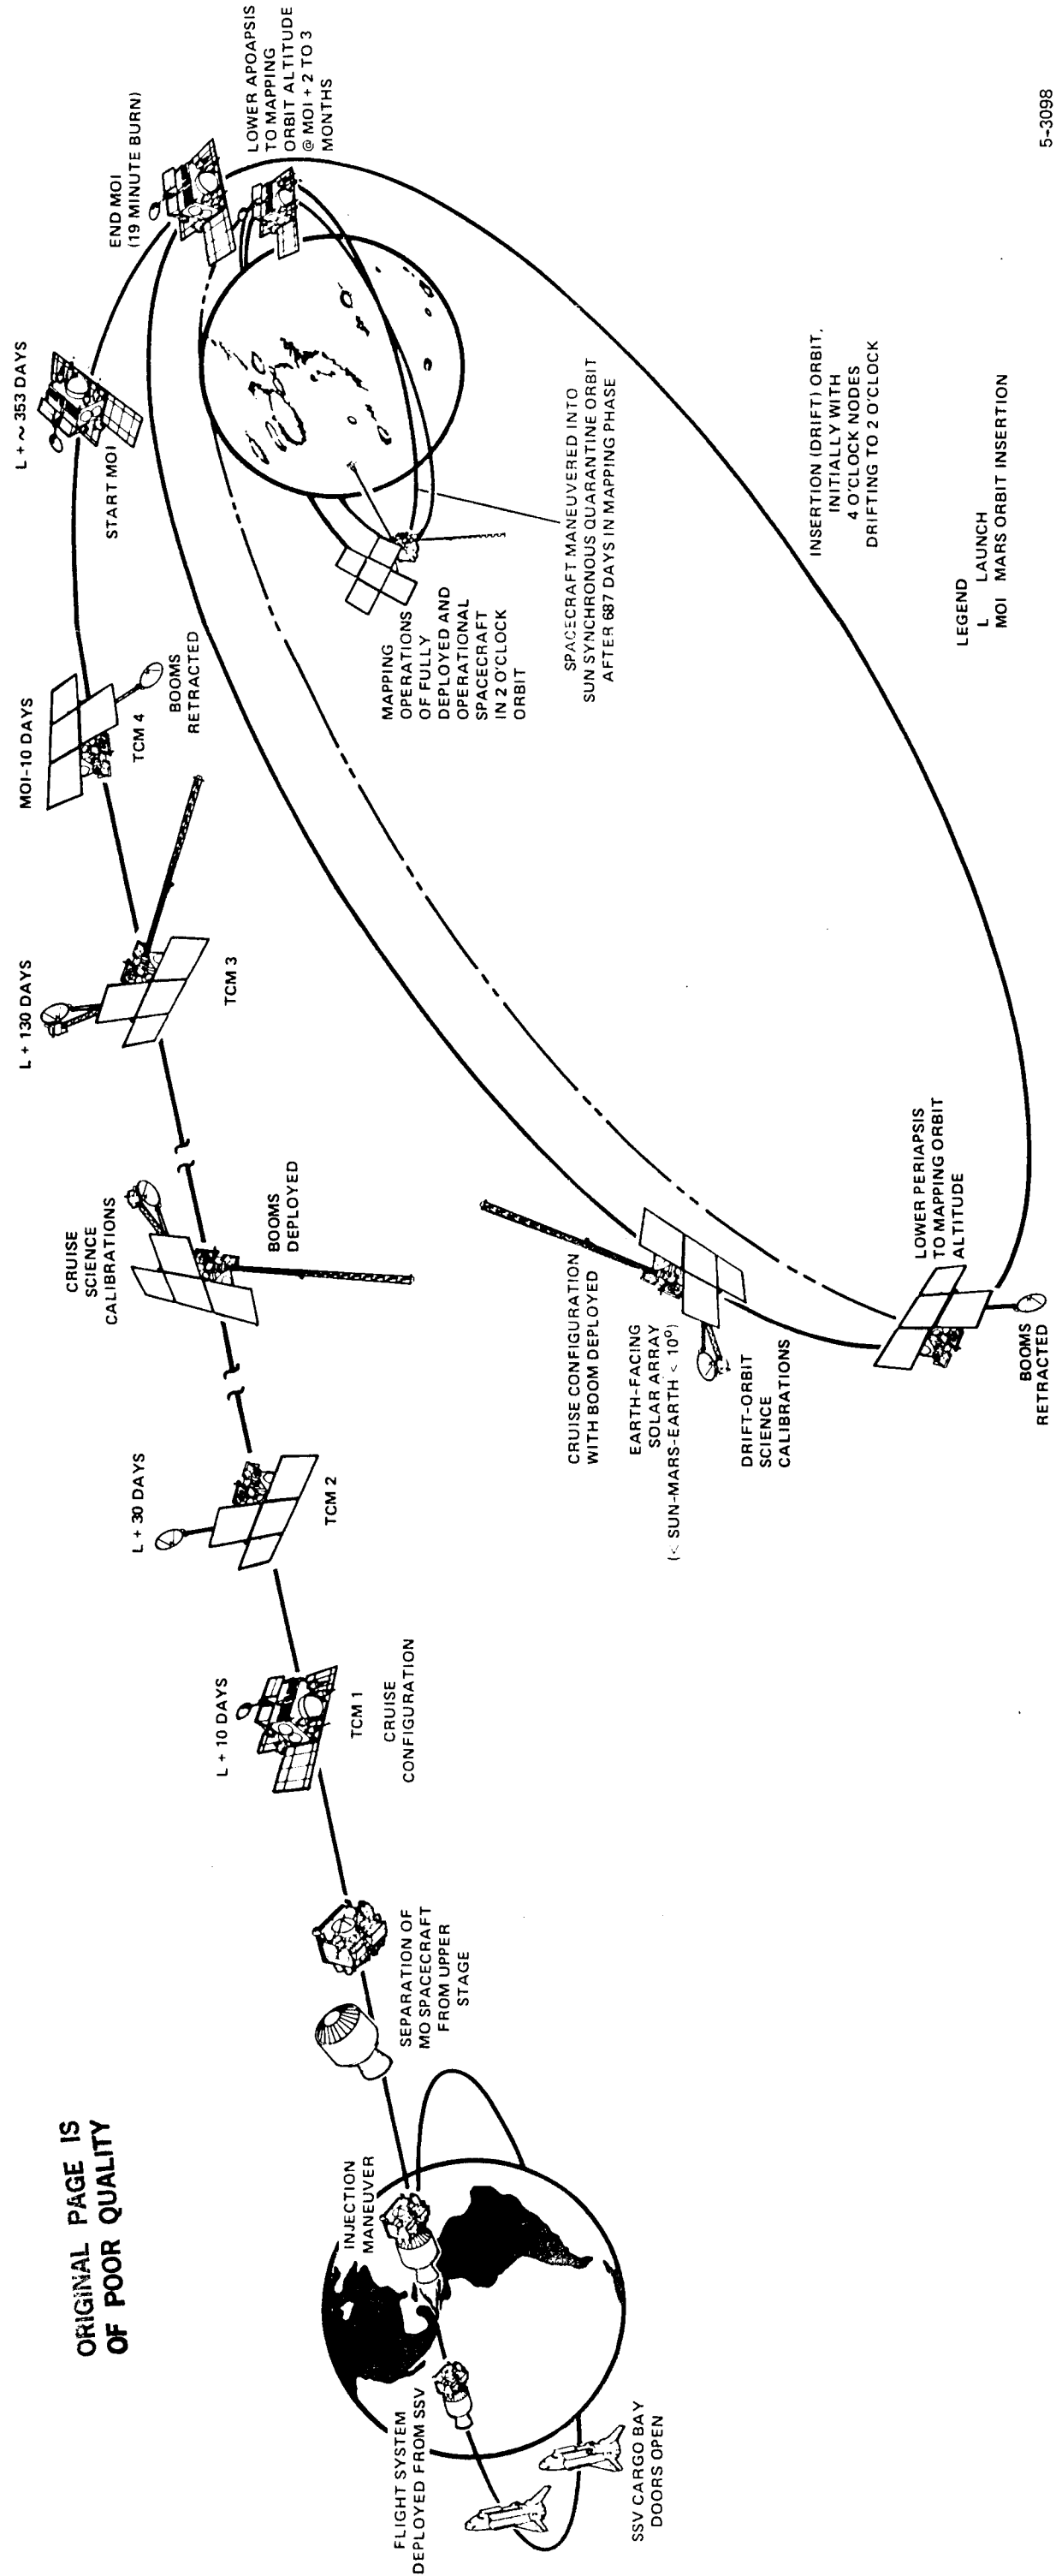 ORIGINAL PAGE IS
OF POOR QUALITY
FLIGHT SYSTEM
DEPLOYED FROM SSV
SSV CARGO BAY
DOORS OPEN
INJECTION
MANEUVER
SEPARATION OF
MO SPACECRAFT
FROM UPPER
STAGE
L + 10 DAYS
TCM 1
CRUISE
CONFIGURATION
L + 30 DAYS
TCM 2
CRUISE
SCIENCE
CALIBRATIONS
BOOMS
DEPLOYED
L + 130 DAYS
TCM 3
MOI-10 DAYS
TCM 4
BOOMS
RETRACTED
L + ~ 353 DAYS
START MOI
END MOI
(19 MINUTE BURN)
LOWER APOAPSIS
TO MAPPING
ORBIT ALTITUDE
@ MOI + 2 TO 3
MONTHS
MAPPING
OPERATIONS
OF FULLY
DEPLOYED AND
OPERATIONAL
SPACECRAFT
IN 2 O'CLOCK
ORBIT
SPACECRAFT MANEUVERED INTO
SUN SYNCHRONOUS QUARANTINE ORBIT
AFTER 687 DAYS IN MAPPING PHASE
CRUISE CONFIGURATION
WITH BOOM DEPLOYED
EARTH-FACING
SOLAR ARRAY
(< SUN-MARS-EARTH < 10º)
DRIFT-ORBIT
SCIENCE
CALIBRATIONS
LOWER PERIAPSIS
TO MAPPING ORBIT
ALTITUDE
BOOMS
RETRACTED
INSERTION (DRIFT) ORBIT,
INITIALLY WITH
4 O'CLOCK NODES
DRIFTING TO 2 O'CLOCK
LEGEND
L LAUNCH
MOI MARS ORBIT INSERTION
5-3098